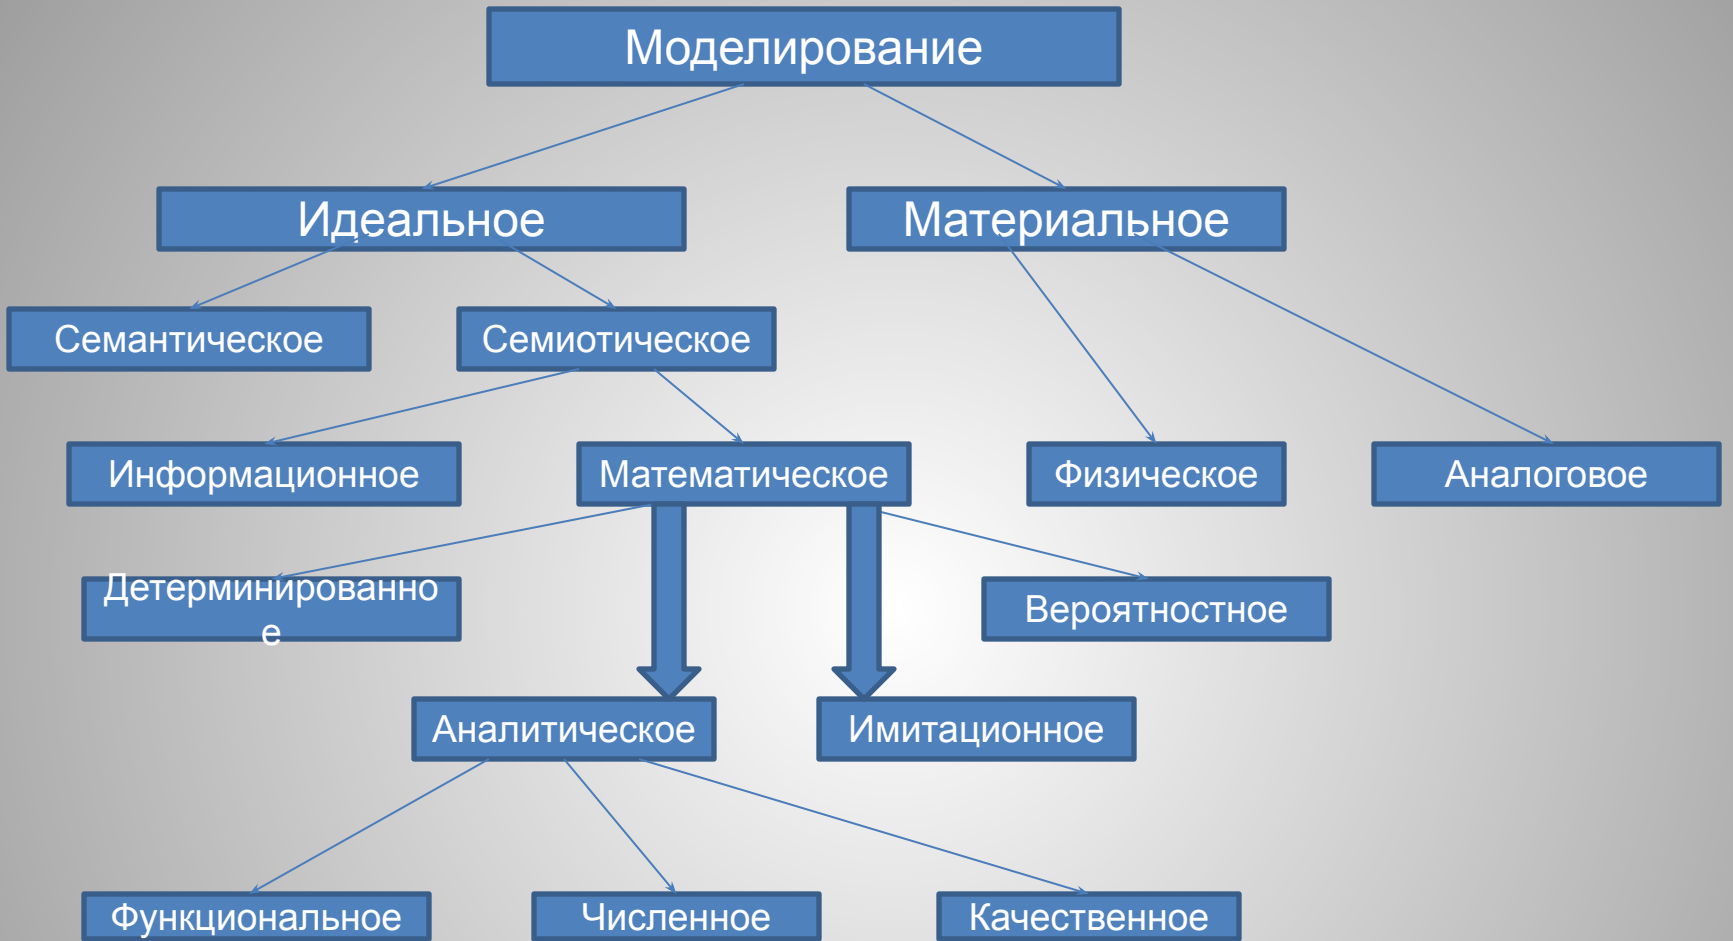 Моделирование
Идеальное
Материальное
Семантическое
Семиотическое
Информационное
Математическое
Физическое
Аналоговое
Детерминированно
е
Вероятностное
Аналитическое
Имитационное
Функциональное
Численное
Качественное